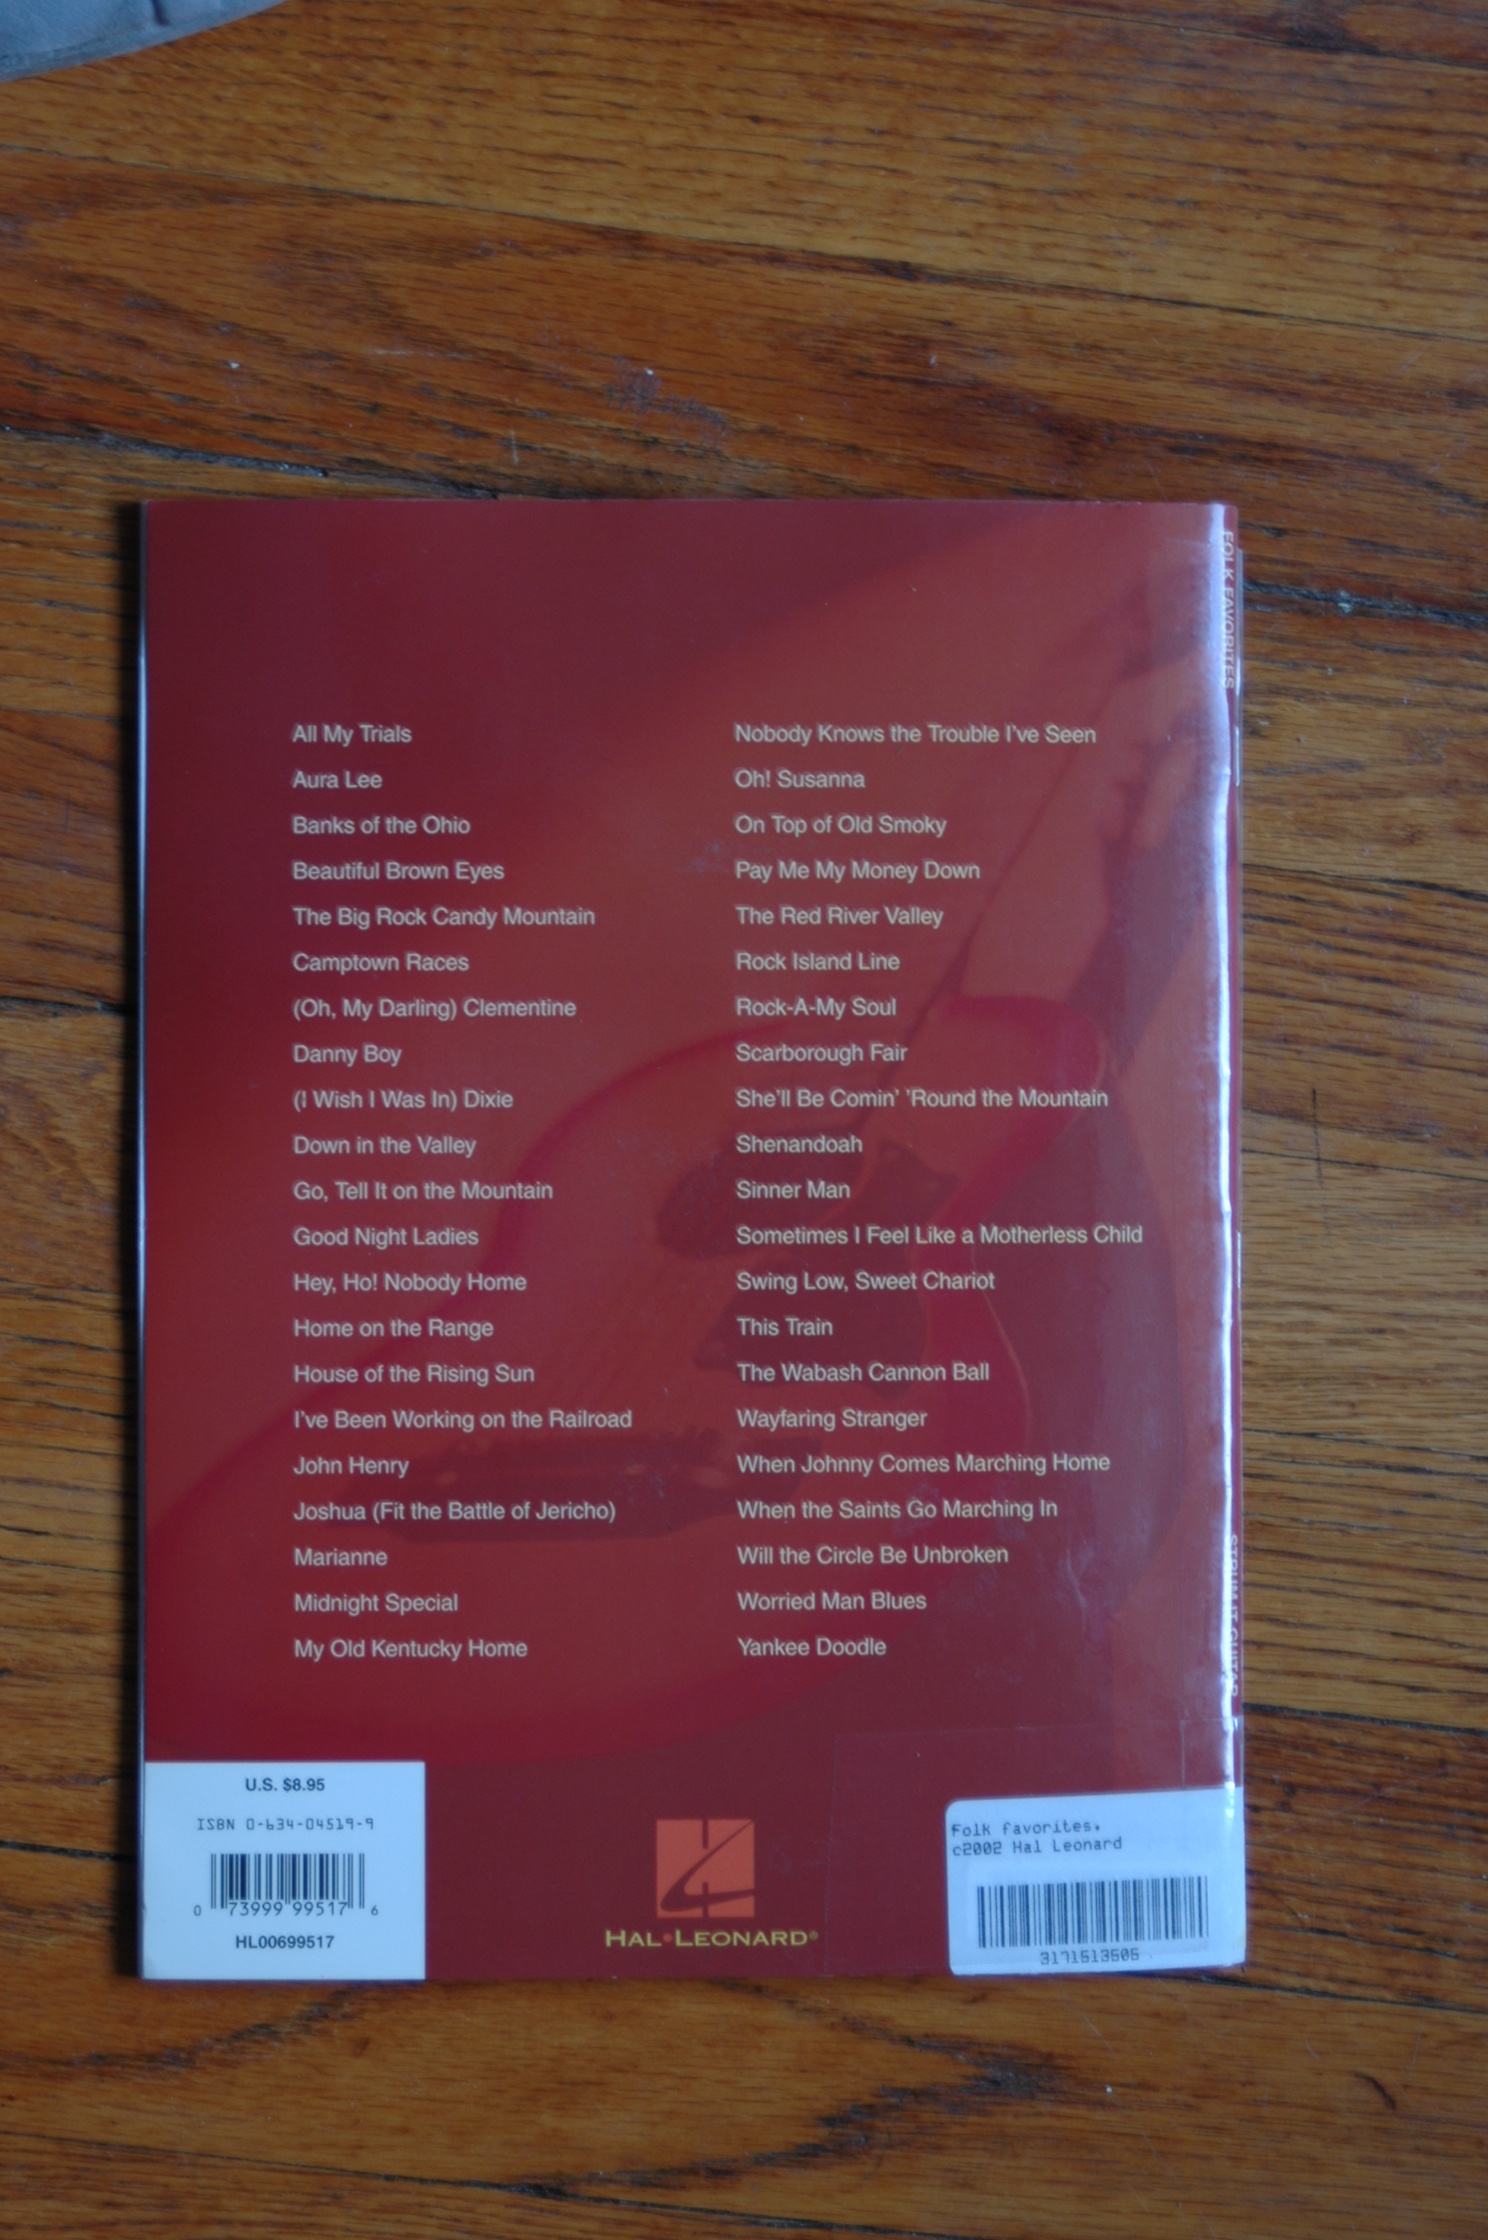 FOLK FAVORITES
All My Trials
Aura Lee
Banks of the Ohio
Beautiful Brown Eyes
The Big Rock Candy Mountain
Camptown Races
(Oh, My Darling) Clementine
Danny Boy
(I Wish I Was In) Dixie
Down in the Valley
Go, Tell It on the Mountain
Good Night Ladies
Hey, Ho! Nobody Home
Home on the Range
House of the Rising Sun
I've Been Working on the Railroad
John Henry
Joshua (Fit the Battle of Jericho)
Marianne
Midnight Special
My Old Kentucky Home
Nobody Knows the Trouble I've Seen
Oh! Susanna
On Top of Old Smoky
Pay Me My Money Down
The Red River Valley
Rock Island Line
Rock-A-My Soul
Scarborough Fair
She'll Be Comin' 'Round the Mountain
Shenandoah
Sinner Man
Sometimes I Feel Like a Motherless Child
Swing Low, Sweet Chariot
This Train
The Wabash Cannon Ball
Wayfaring Stranger
When Johnny Comes Marching Home
When the Saints Go Marching In
Will the Circle Be Unbroken
Worried Man Blues
Yankee Doodle
STRUM IT GUITAR
U.S. $8.95
ISBN 0-634-04519-9
0 73999 99517 6
HL00699517
HAL•LEONARD®
Folk favorites.
c2002 Hal Leonard
3171513505